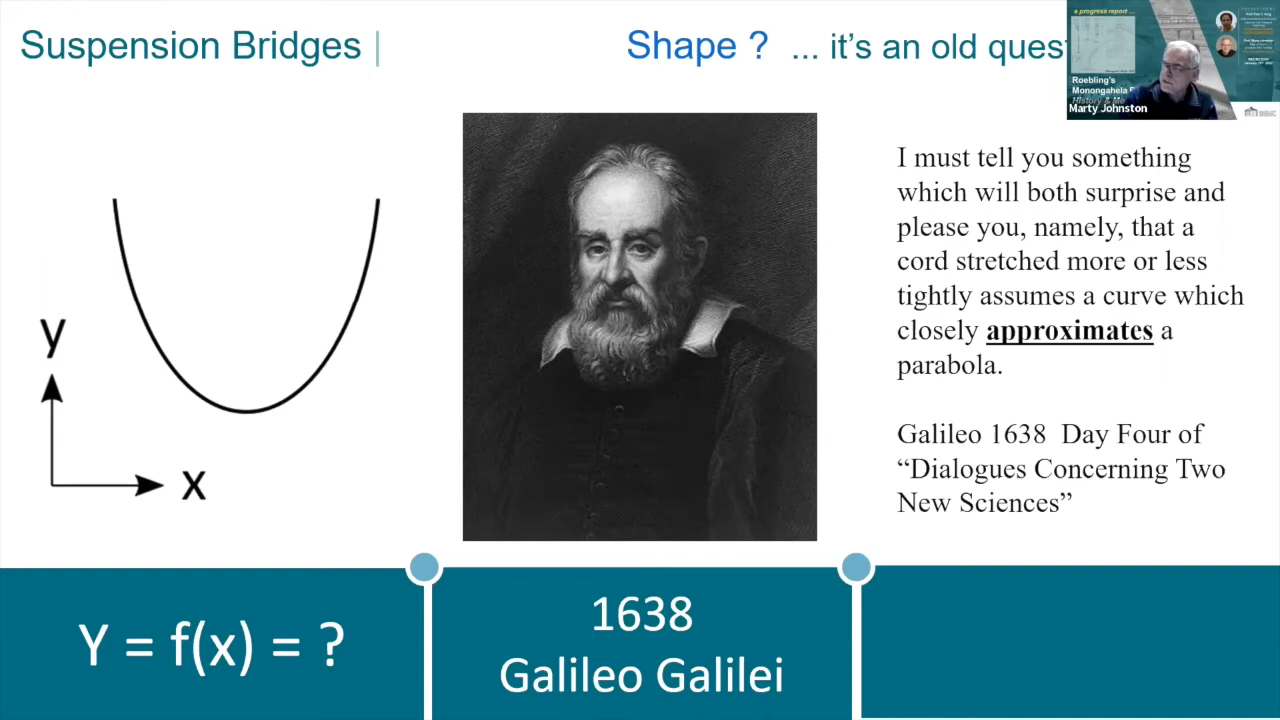 Suspension Bridges |
Shape ? ... it's an old quest
a progress report ...
Roebling's
Monongahela
Marty Johnston
y
x
I must tell you something
which will both surprise and
please you, namely, that a
cord stretched more or less
tightly assumes a curve which
closely approximates a
parabola.
Galileo 1638 Day Four of
“Dialogues Concerning Two
New Sciences”
Y = f(x) = ?
1638
Galileo Galilei